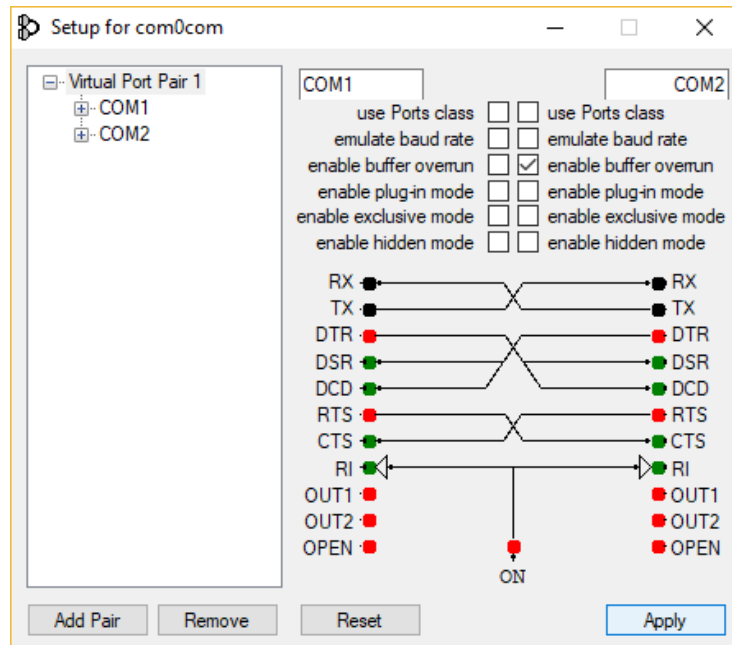 Setup for com0com
Virtual Port Pair 1
COM1
COM2
COM1 COM2
use Ports class use Ports class
emulate baud rate emulate baud rate
enable buffer overrun enable buffer overrun
enable plug-in mode enable plug-in mode
enable exclusive mode enable exclusive mode
enable hidden mode enable hidden mode
RX RX
TX TX
DTR DTR
DSR DSR
DCD DCD
RTS RTS
CTS CTS
RI RI
OUT1 OUT1
OUT2 OUT2
OPEN OPEN
ON
Add Pair Remove Reset Apply